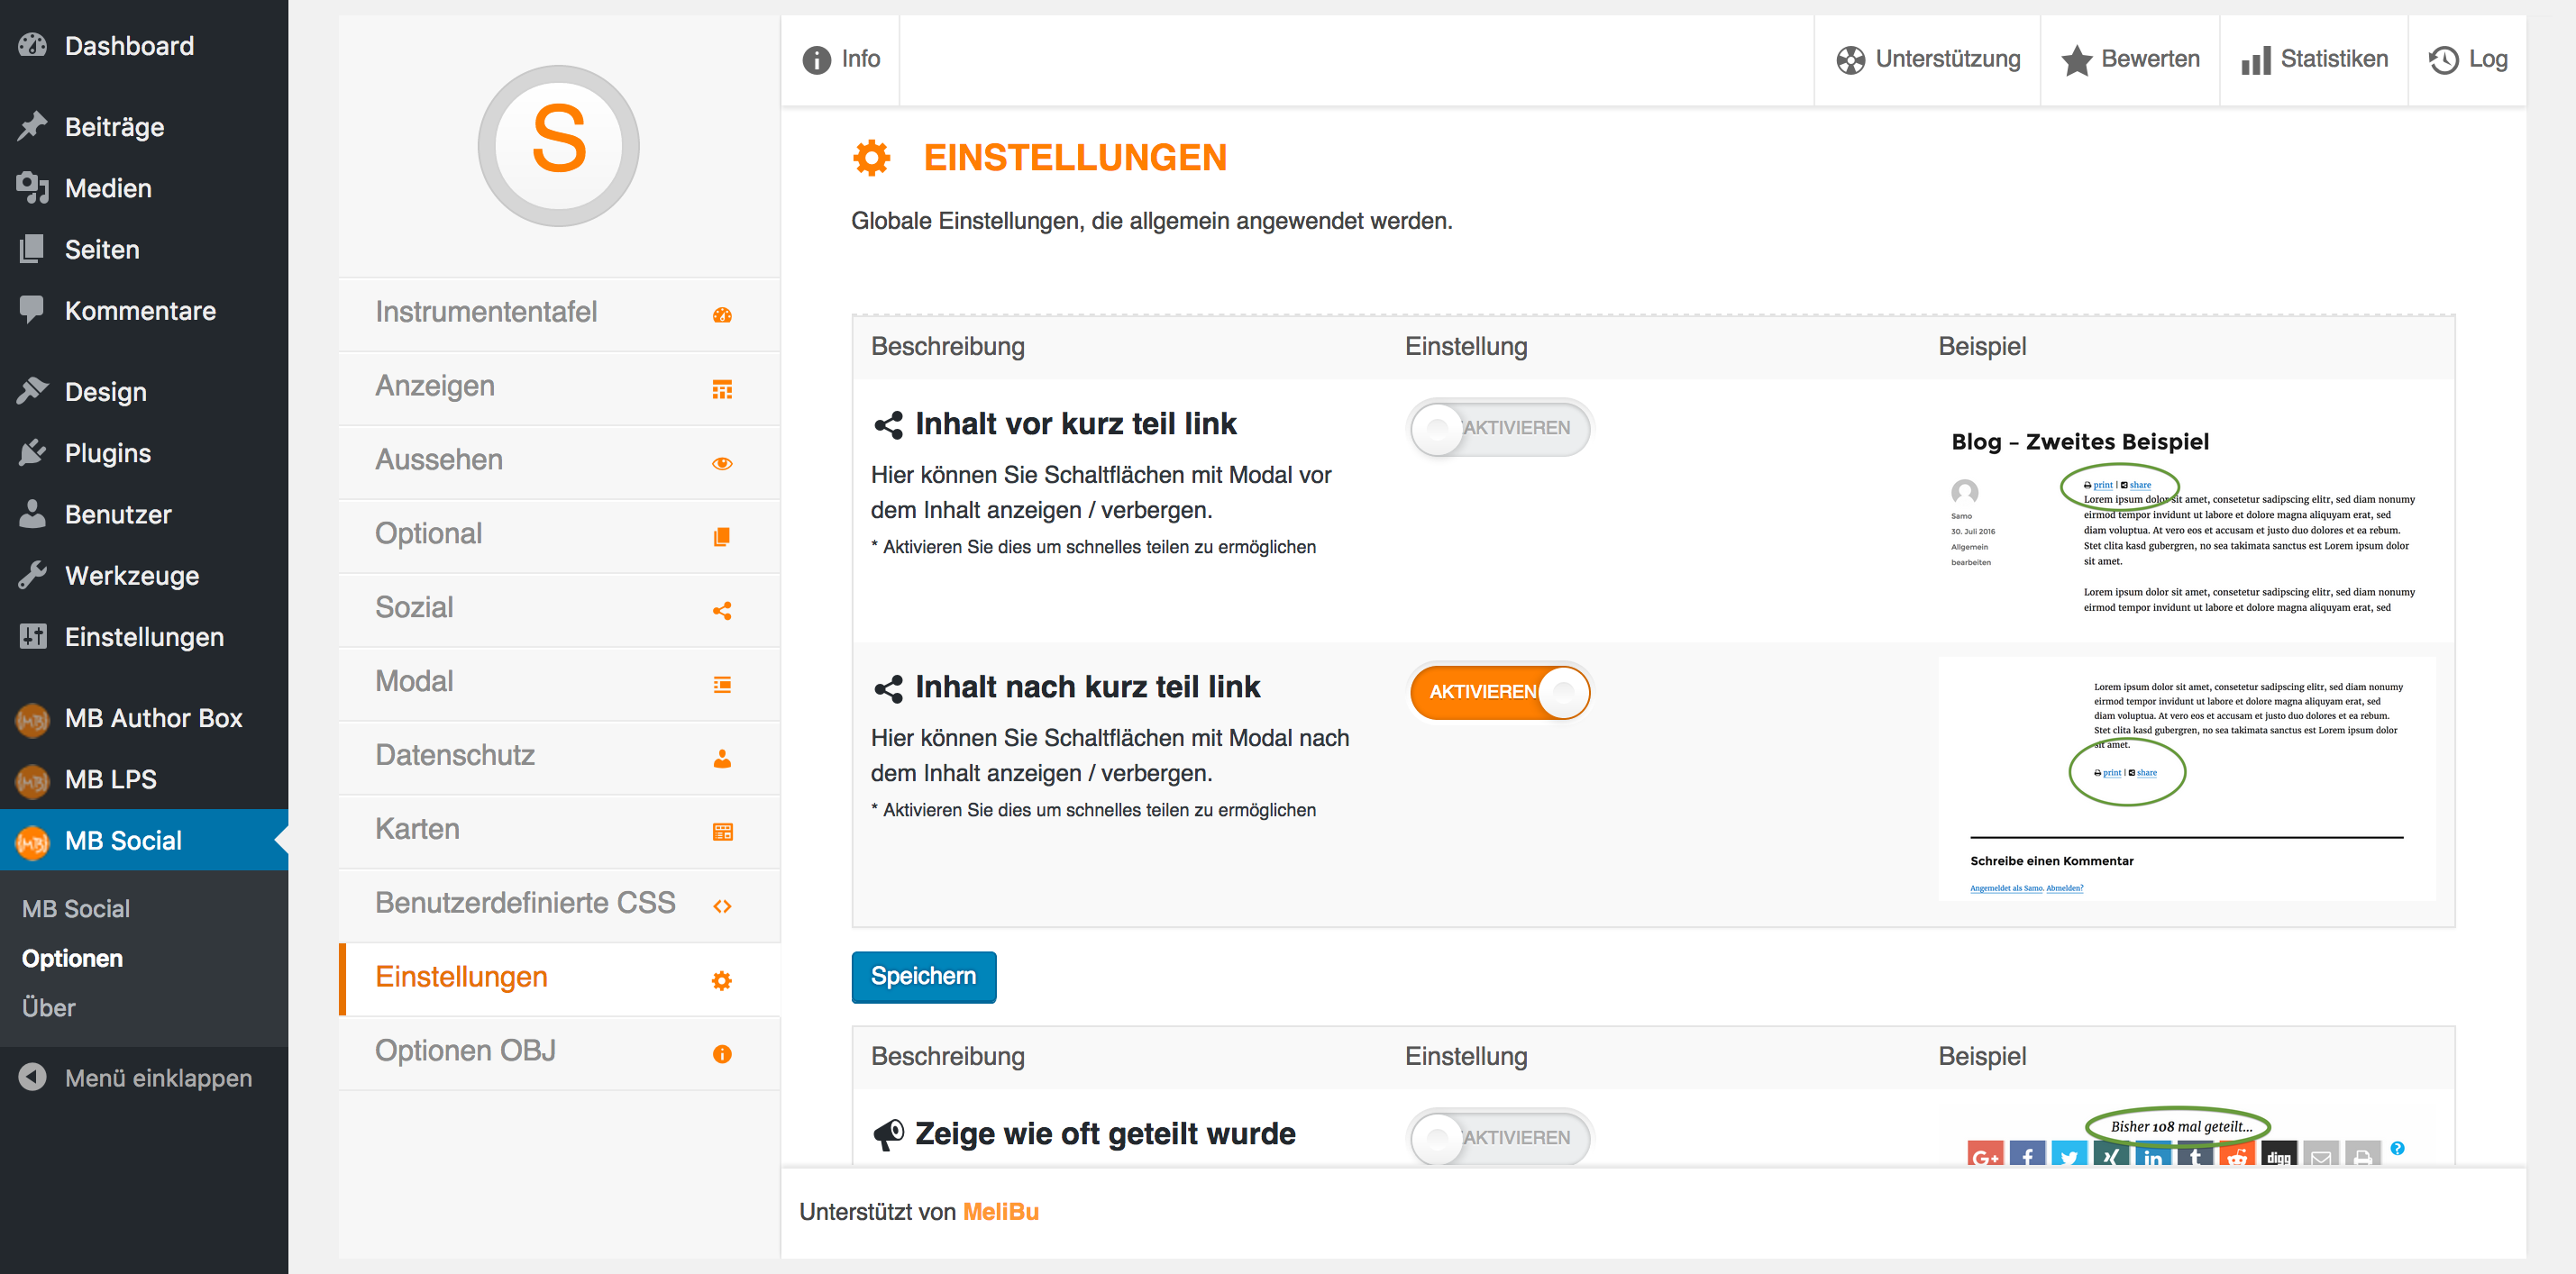 Dashboard
Beiträge
Medien
Seiten
Kommentare
Design
Plugins
Benutzer
Werkzeuge
Einstellungen
MB Author Box
MB LPS
MB Social
MB Social
Optionen
Über
Menü einklappen
S
Instrumententafel
Anzeigen
Aussehen
Optional
Sozial
Modal
Datenschutz
Karten
Benutzerdefinierte CSS
Einstellungen
Optionen OBJ
Info
Unterstützung
Bewerten
Statistiken
Log
EINSTELLUNGEN
Globale Einstellungen, die allgemein angewendet werden.
Beschreibung Einstellung Beispiel
Inhalt vor kurz teil link
Hier können Sie Schaltflächen mit Modal vor
dem Inhalt anzeigen / verbergen.
* Aktivieren Sie dies um schnelles teilen zu ermöglichen
AKTIVIEREN
Blog – Zweites Beispiel
Samo
30. Juli 2016
Allgemein
bearbeiten
print | share
Lorem ipsum dolor sit amet, consetetur sadipscing elitr, sed diam nonumy
eirmod tempor invidunt ut labore et dolore magna aliquyam erat, sed
diam voluptua. At vero eos et accusam et justo duo dolores et ea rebum.
Stet clita kasd gubergren, no sea takimata sanctus est Lorem ipsum dolor
sit amet.
Lorem ipsum dolor sit amet, consetetur sadipscing elitr, sed diam nonumy
eirmod tempor invidunt ut labore et dolore magna aliquyam erat, sed
Inhalt nach kurz teil link
Hier können Sie Schaltflächen mit Modal nach
dem Inhalt anzeigen / verbergen.
* Aktivieren Sie dies um schnelles teilen zu ermöglichen
AKTIVIEREN
Lorem ipsum dolor sit amet, consetetur sadipscing elitr, sed diam nonumy
eirmod tempor invidunt ut labore et dolore magna aliquyam erat, sed
diam voluptua. At vero eos et accusam et justo duo dolores et ea rebum.
Stet clita kasd gubergren, no sea takimata sanctus est Lorem ipsum dolor
sit amet.
print | share
Schreibe einen Kommentar
Angemeldet als Samo. Abmelden?
Speichern
Beschreibung Einstellung Beispiel
Zeige wie oft geteilt wurde
AKTIVIEREN
Bisher 108 mal geteilt...
G+ f in t digg ?
Unterstützt von MeliBu